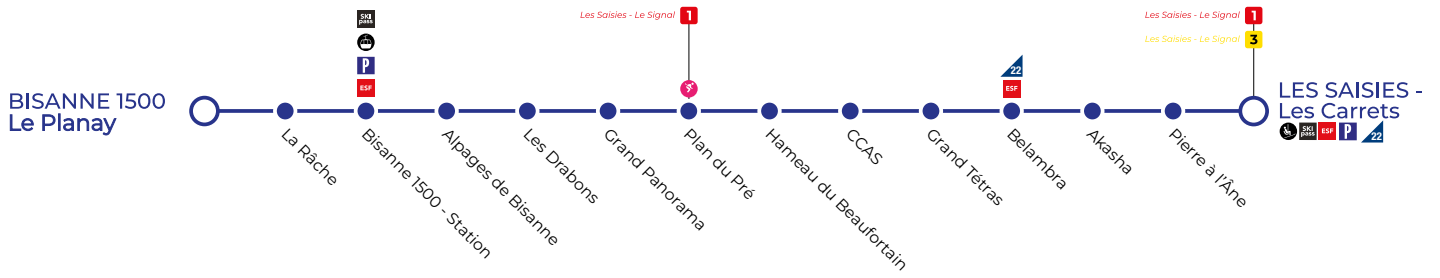 SKI
pass
P
ESF
Les Saisies - Le Signal 1
22
ESF
Les Saisies - Le Signal 1
Les Saisies - Le Signal 3
BISANNE 1500
Le Planay
La Râche
Bisanne 1500 - Station
Alpages de Bisanne
Les Drabons
Grand Panorama
Plan du Pré
Hameau du Beaufortain
CCAS
Grand Tétras
Belambra
Akasha
Pierre à l'Âne
LES SAISIES -
Les Carrets
SKI
pass
ESF
P
22